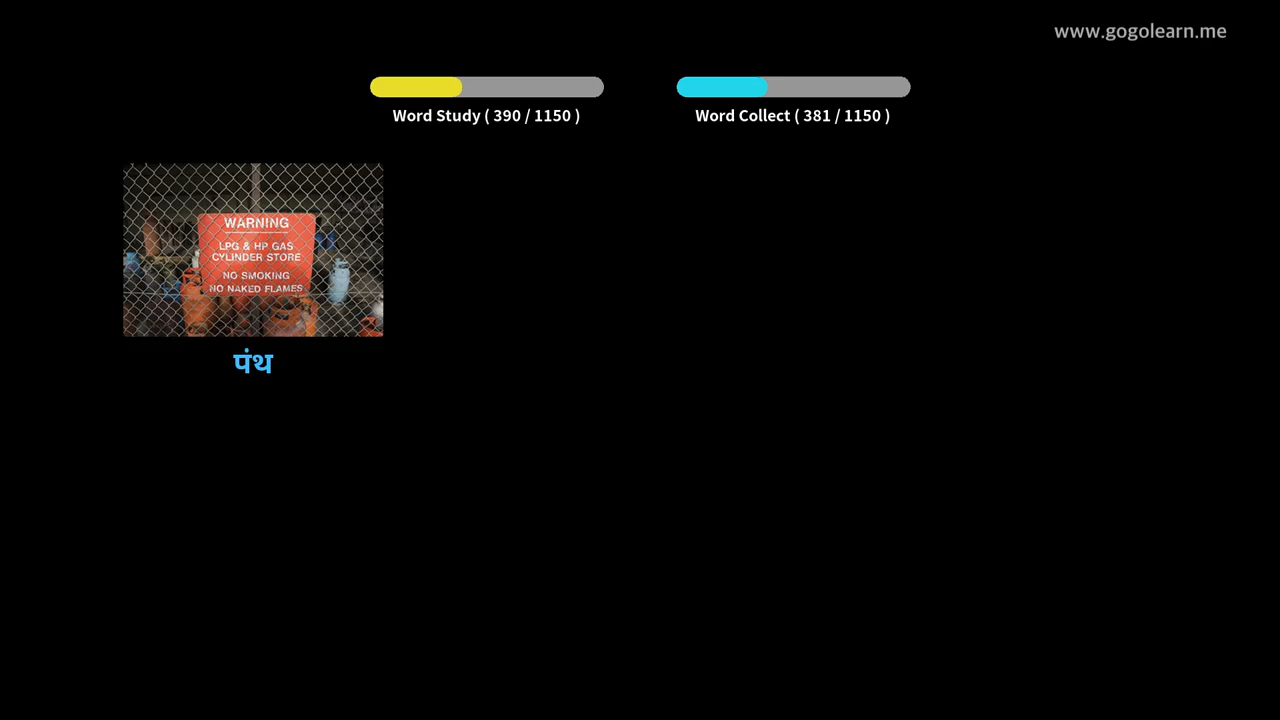 www.gogolearn.me
Word Study ( 390 / 1150 )
Word Collect ( 381 / 1150 )
WARNING
LPG & HP GAS
CYLINDER STORE
NO SMOKING
NO NAKED FLAMES
पंथ